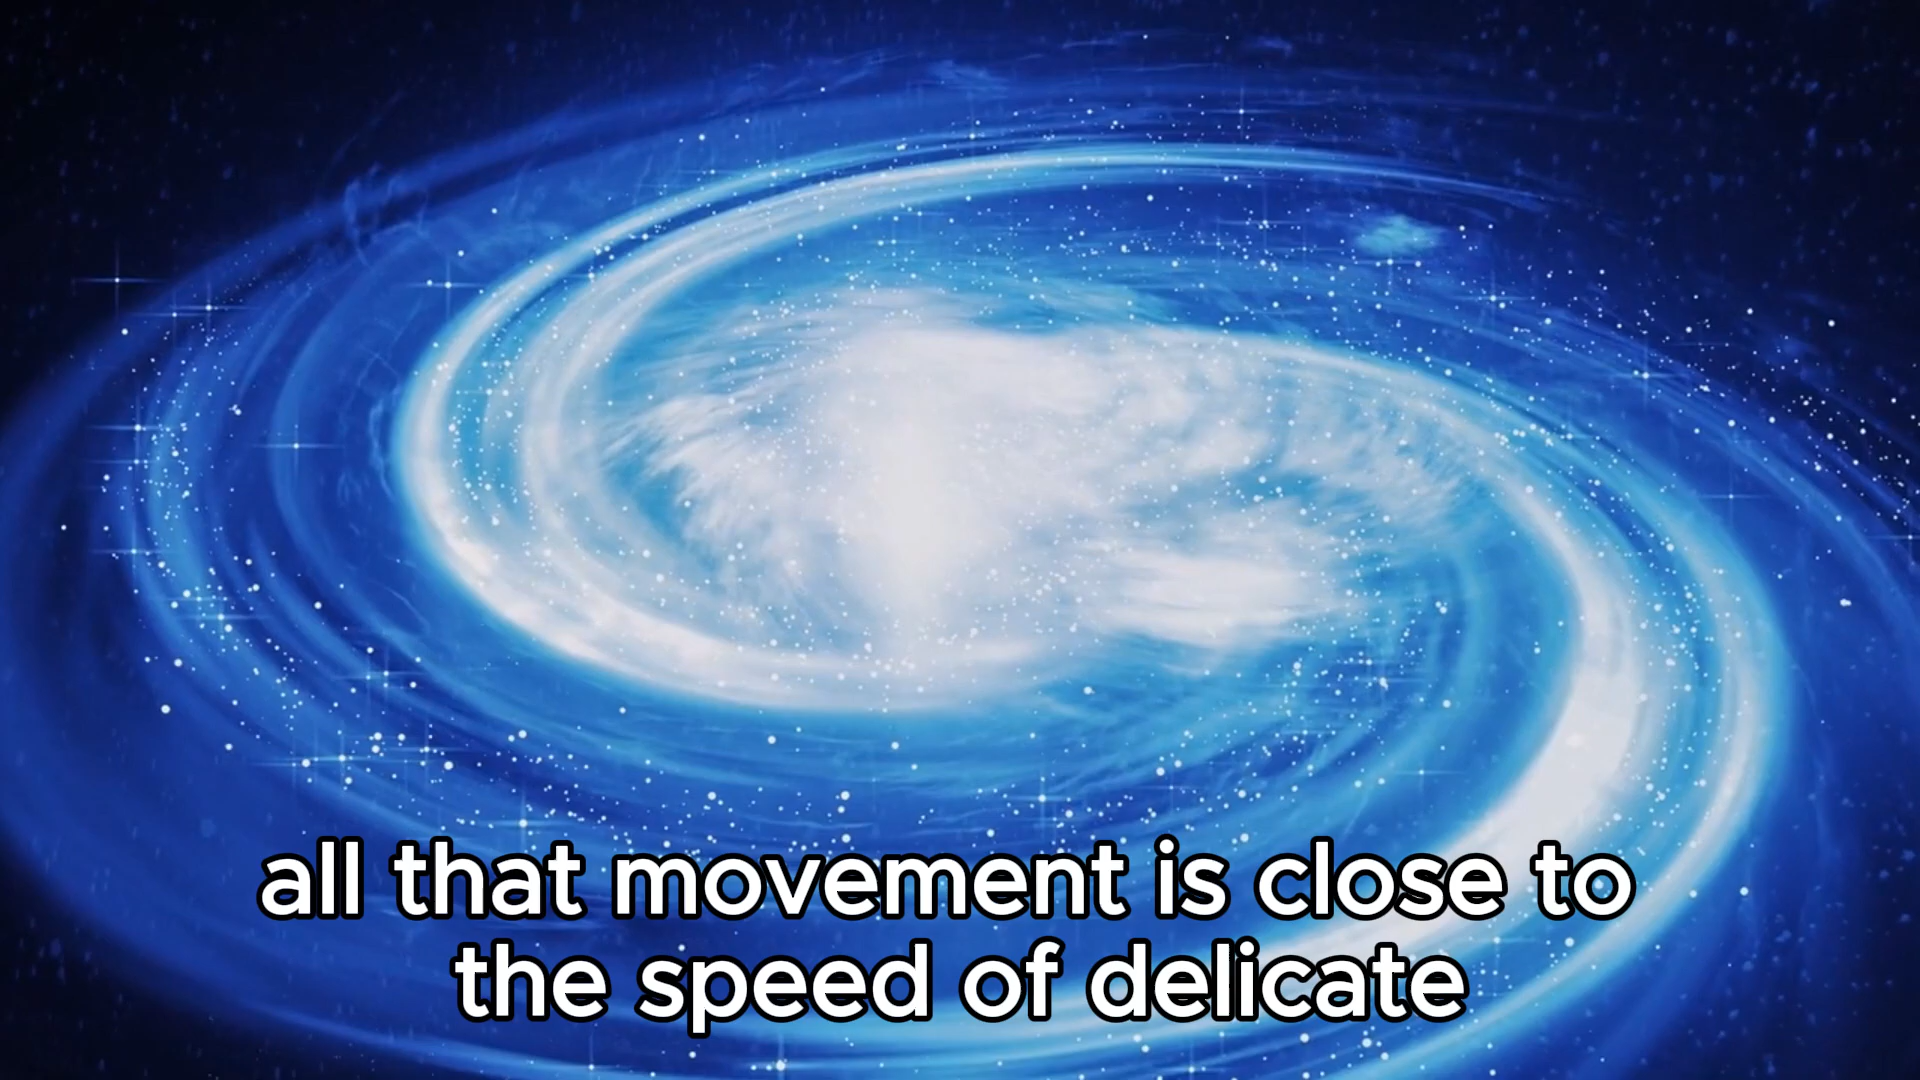 all that movement is close to
the speed of delicate